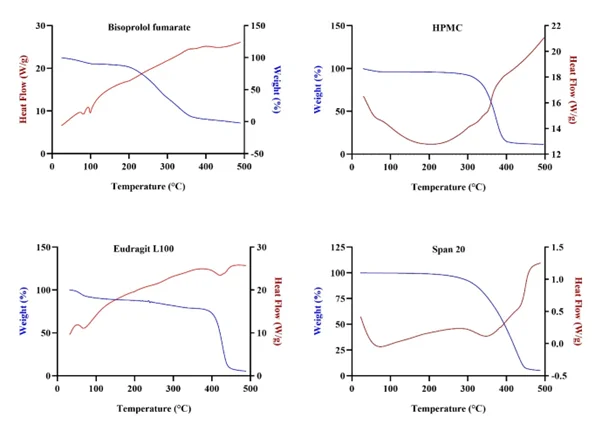 Bisoprolol fumarate
30
20
10
0
Heat Flow (W/g)
150
100
50
0
-50
Weight (%)
0 100 200 300 400 500
Temperature (°C)
HPMC
150
100
50
0
Weight (%)
22
20
18
16
14
12
Heat Flow (W/g)
0 100 200 300 400 500
Temperature (°C)
Eudragit L100
150
100
50
0
Weight (%)
30
20
10
0
Heat Flow (W/g)
0 100 200 300 400 500
Temperature (°C)
Span 20
125
100
75
50
25
0
Weight (%)
1.5
1.0
0.5
0.0
-0.5
Heat Flow (W/g)
0 100 200 300 400 500
Temperature (°C)